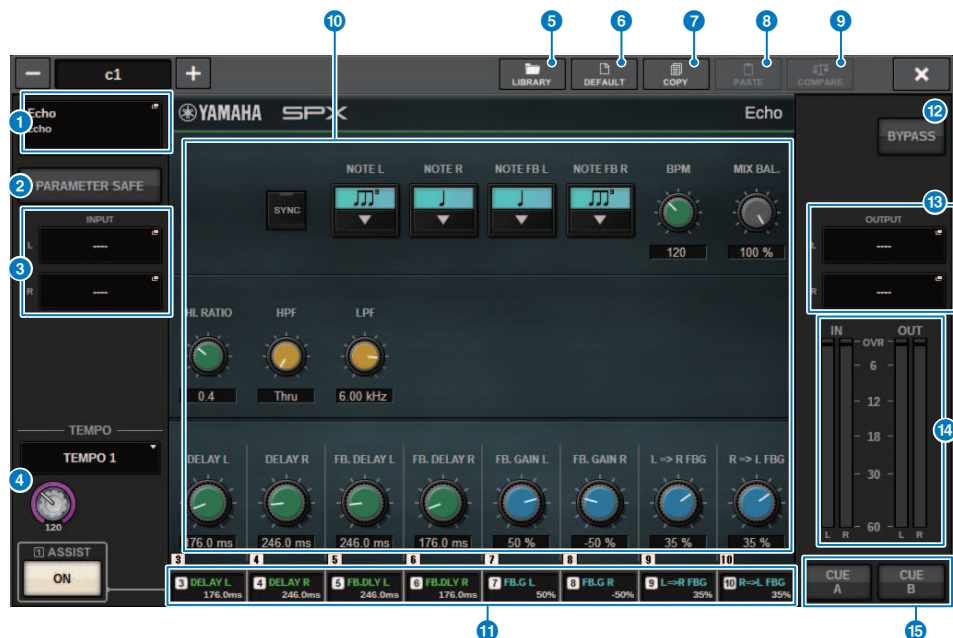 10
5
6
7
8
9
c1
LIBRARY
DEFAULT
COPY
PASTE
COMPARE
1
Echo
Echo
YAMAHA SPX
Echo
12
BYPASS
2
PARAMETER SAFE
NOTE L
NOTE R
NOTE FB L
NOTE FB R
BPM
MIX BAL.
SYNC
3
120
100 %
3
INPUT
L
----
R
----
13
OUTPUT
L
----
R
----
HI. RATIO
HPF
LPF
0.4
Thru
6.00 kHz
14
IN
OUT
OVR
6
12
18
30
60
L R
L R
4
TEMPO
TEMPO 1
120
1 ASSIST
ON
DELAY L
DELAY R
FB. DELAY L
FB. DELAY R
FB. GAIN L
FB. GAIN R
L => R FBG
R => L FBG
176.0 ms
246.0 ms
246.0 ms
176.0 ms
50 %
-50 %
35 %
35 %
3
4
5
6
7
8
9
10
3 DELAY L
176.0ms
4 DELAY R
246.0ms
5 FB.DLY L
246.0ms
6 FB.DLY R
176.0ms
7 FB.G L
50%
8 FB.G R
-50%
9 L=>R FBG
35%
10 R=>L FBG
35%
11
CUE
A
CUE
B
15